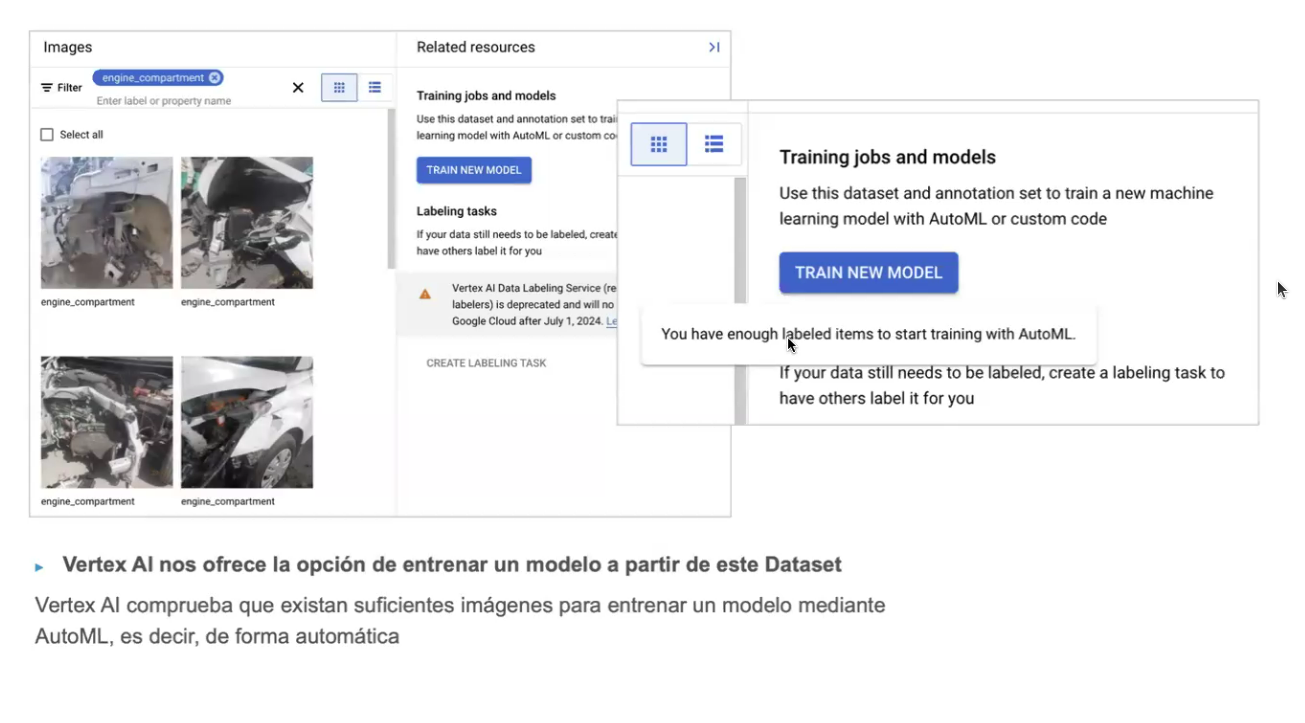 Images
Filter
engine_compartment
Enter label or property name
Select all
engine_compartment
engine_compartment
engine_compartment
engine_compartment
Related resources
Training jobs and models
Use this dataset and annotation set to trai
learning model with AutoML or custom co
TRAIN NEW MODEL
Labeling tasks
If your data still needs to be labeled, create
have others label it for you
Vertex AI Data Labeling Service (re
labelers) is deprecated and will no
Google Cloud after July 1, 2024. Le
CREATE LABELING TASK
Training jobs and models
Use this dataset and annotation set to train a new machine
learning model with AutoML or custom code
TRAIN NEW MODEL
You have enough labeled items to start training with AutoML.
If your data still needs to be labeled, create a labeling task to
have others label it for you
Vertex AI nos ofrece la opción de entrenar un modelo a partir de este Dataset
Vertex AI comprueba que existan suficientes imágenes para entrenar un modelo mediante
AutoML, es decir, de forma automática